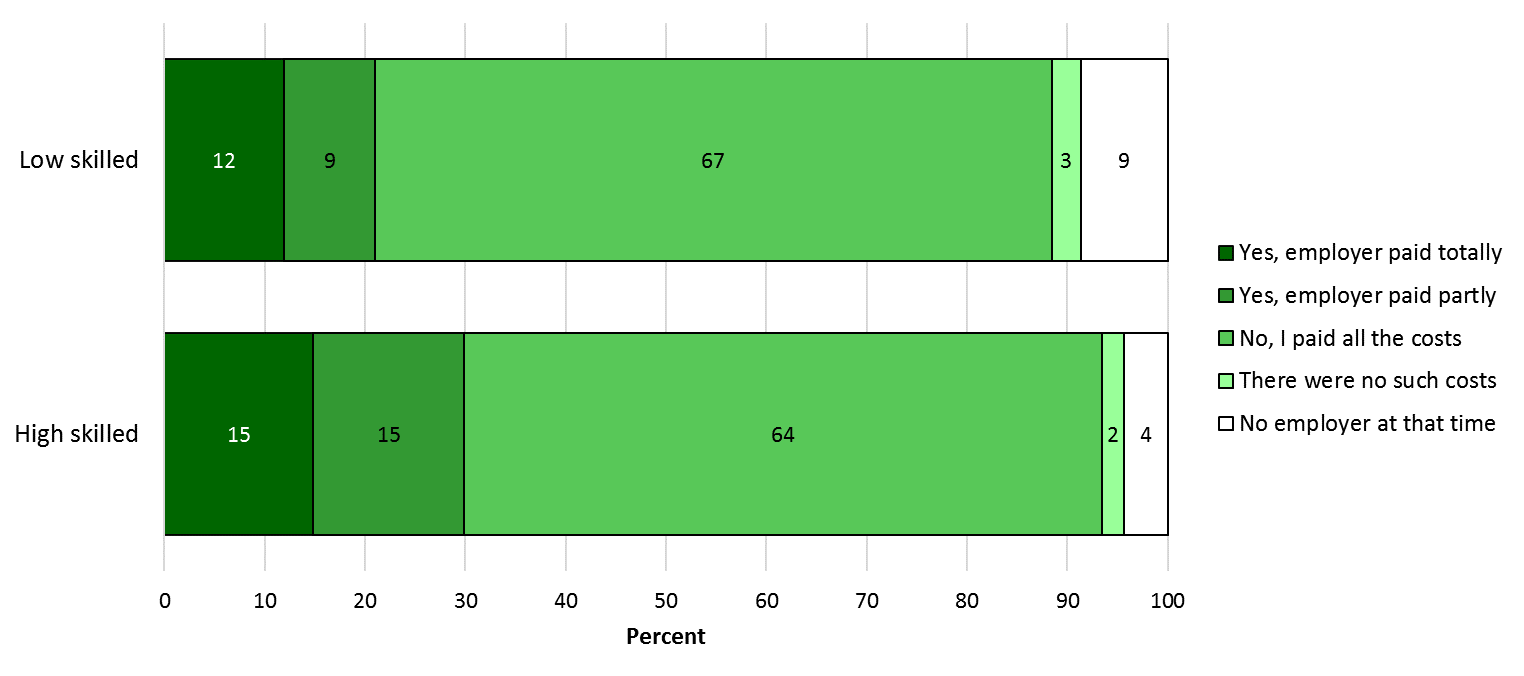 Low skilled
12 9 67 3 9
High skilled
15 15 64 2 4
0 10 20 30 40 50 60 70 80 90 100
Percent
Yes, employer paid totally
Yes, employer paid partly
No, I paid all the costs
There were no such costs
No employer at that time